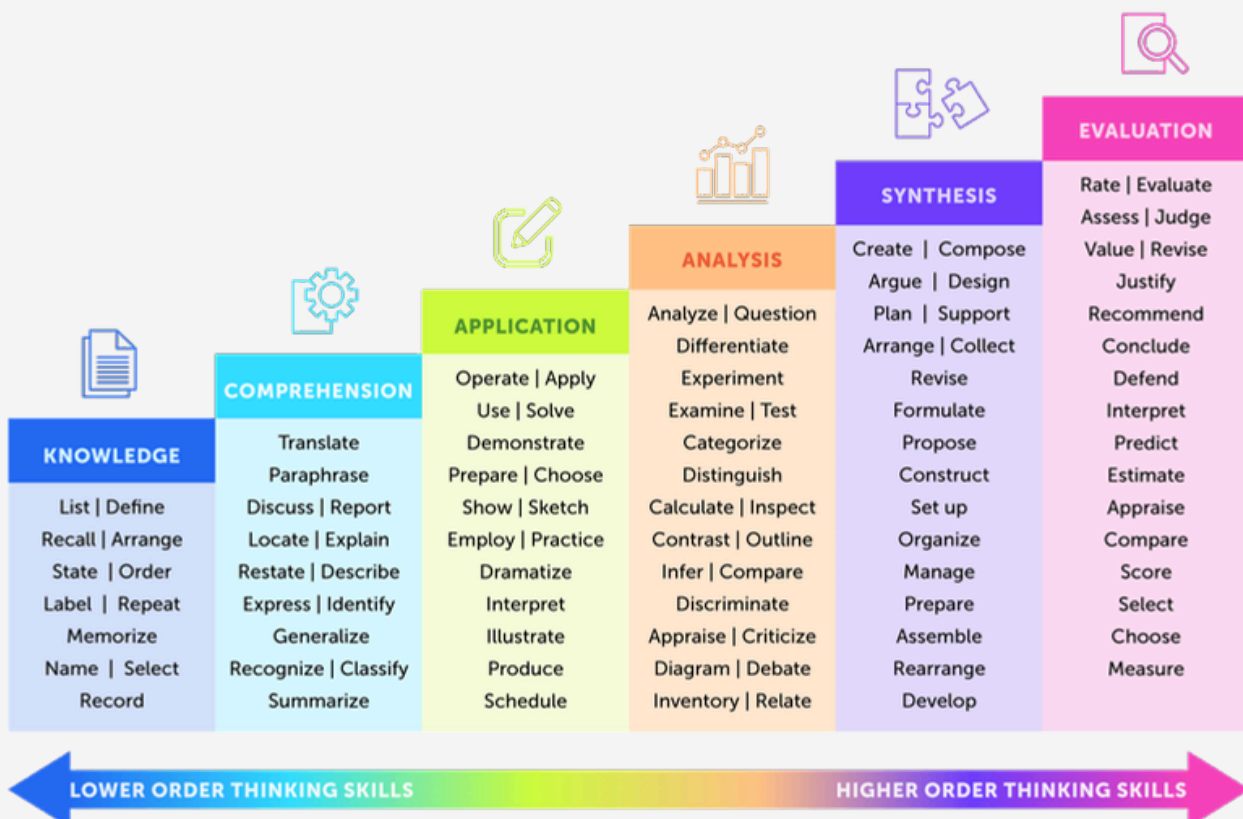 KNOWLEDGE
List | Define
Recall | Arrange
State | Order
Label | Repeat
Memorize
Name | Select
Record
COMPREHENSION
Translate
Paraphrase
Discuss | Report
Locate | Explain
Restate | Describe
Express | Identify
Generalize
Recognize | Classify
Summarize
APPLICATION
Operate | Apply
Use | Solve
Demonstrate
Prepare | Choose
Show | Sketch
Employ | Practice
Dramatize
Interpret
Illustrate
Produce
Schedule
ANALYSIS
Analyze | Question
Differentiate
Experiment
Examine | Test
Categorize
Distinguish
Calculate | Inspect
Contrast | Outline
Infer | Compare
Discriminate
Appraise | Criticize
Diagram | Debate
Inventory | Relate
SYNTHESIS
Create | Compose
Argue | Design
Plan | Support
Arrange | Collect
Revise
Formulate
Propose
Construct
Set up
Organize
Manage
Prepare
Assemble
Rearrange
Develop
EVALUATION
Rate | Evaluate
Assess | Judge
Value | Revise
Justify
Recommend
Conclude
Defend
Interpret
Predict
Estimate
Appraise
Compare
Score
Select
Choose
Measure
LOWER ORDER THINKING SKILLS
HIGHER ORDER THINKING SKILLS